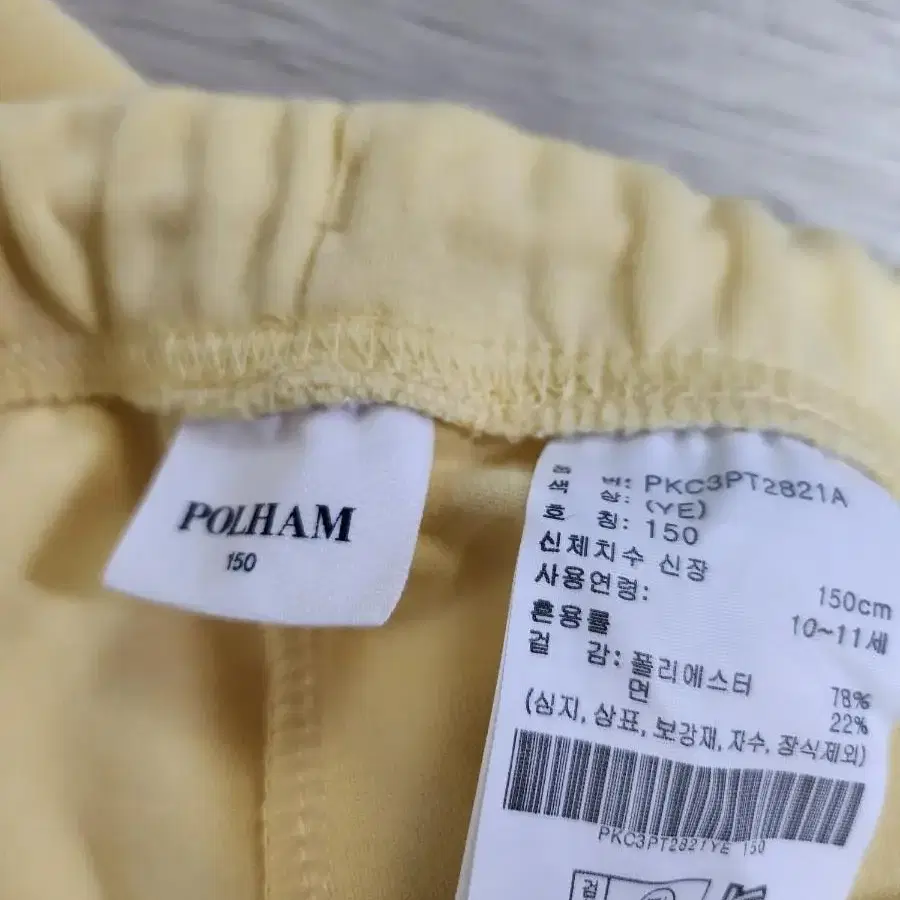 POLHAM
150
번: PKC3PT2821A
색 상: (YE)
호 칭: 150
신체치수 신장 150cm
사용연령: 10~11세
혼용률
겉 감: 폴리에스터 78%
면 22%
(심지, 상표, 보강재, 자수, 장식제외)
PKC3PT2821YE 150